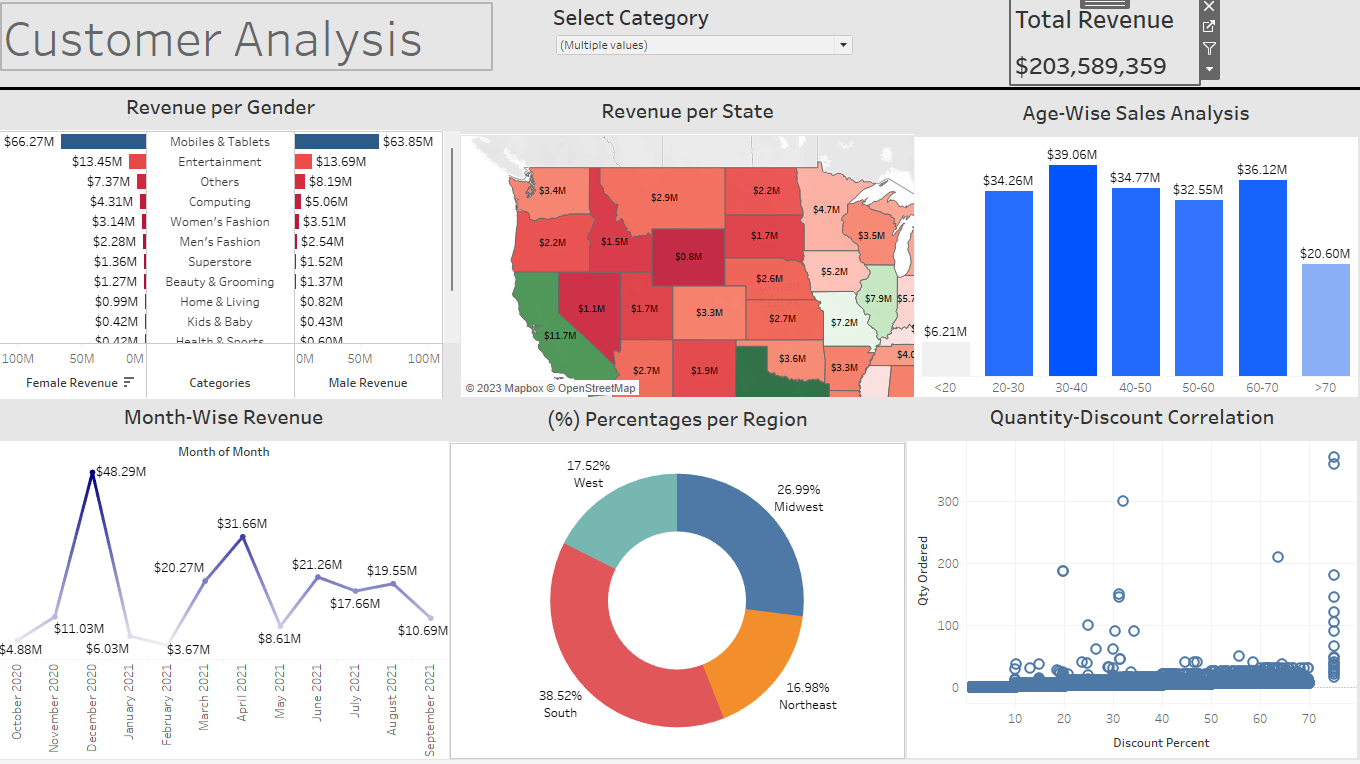 Customer Analysis
Select Category
(Multiple values)
Total Revenue
$203,589,359
Revenue per Gender
$66.27M Mobiles & Tablets $63.85M
$13.45M Entertainment $13.69M
$7.37M Others $8.19M
$4.31M Computing $5.06M
$3.14M Women's Fashion $3.51M
$2.28M Men's Fashion $2.54M
$1.36M Superstore $1.52M
$1.27M Beauty & Grooming $1.37M
$0.99M Home & Living $0.82M
$0.42M Kids & Baby $0.43M
$0.42M Health & Sports $0.60M
100M 50M 0M 0M 50M 100M
Female Revenue Categories Male Revenue
Revenue per State
$3.4M
$2.9M
$2.2M
$4.7M
$2.2M
$1.5M
$1.7M
$3.5M
$0.8M
$5.2M
$2.6M
$1.1M
$1.7M
$3.3M
$7.9M
$5.7
$2.7M
$7.2M
$11.7M
$2.7M
$1.9M
$3.6M
$3.3M
$4.0
© 2023 Mapbox © OpenStreetMap
Age-Wise Sales Analysis
$6.21M
$34.26M
$39.06M
$34.77M
$32.55M
$36.12M
$20.60M
<20 20-30 30-40 40-50 50-60 60-70 >70
Month-Wise Revenue
Month of Month
$4.88M
$11.03M
$48.29M
$6.03M
$3.67M
$20.27M
$31.66M
$8.61M
$21.26M
$17.66M
$19.55M
$10.69M
October 2020
November 2020
December 2020
January 2021
February 2021
March 2021
April 2021
May 2021
June 2021
July 2021
August 2021
September 2021
(%) Percentages per Region
17.52%
West
26.99%
Midwest
38.52%
South
16.98%
Northeast
Quantity-Discount Correlation
Qty Ordered
300
200
100
0
10 20 30 40 50 60 70
Discount Percent